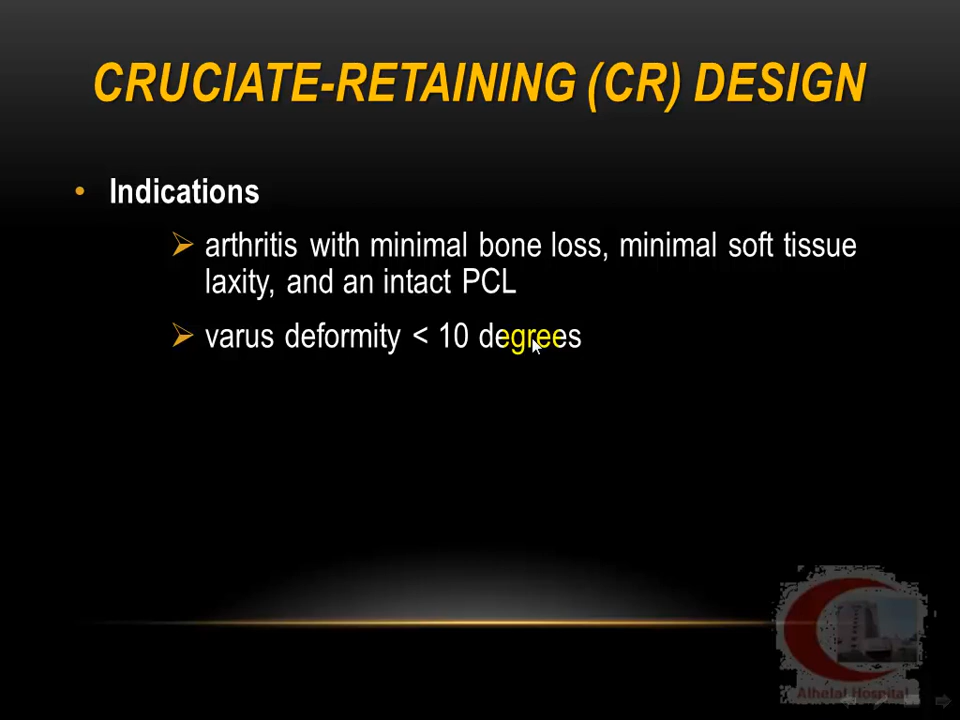 CRUCIATE-RETAINING (CR) DESIGN
• Indications
➢ arthritis with minimal bone loss, minimal soft tissue
laxity, and an intact PCL
➢ varus deformity < 10 degrees
Alhelal Hospital